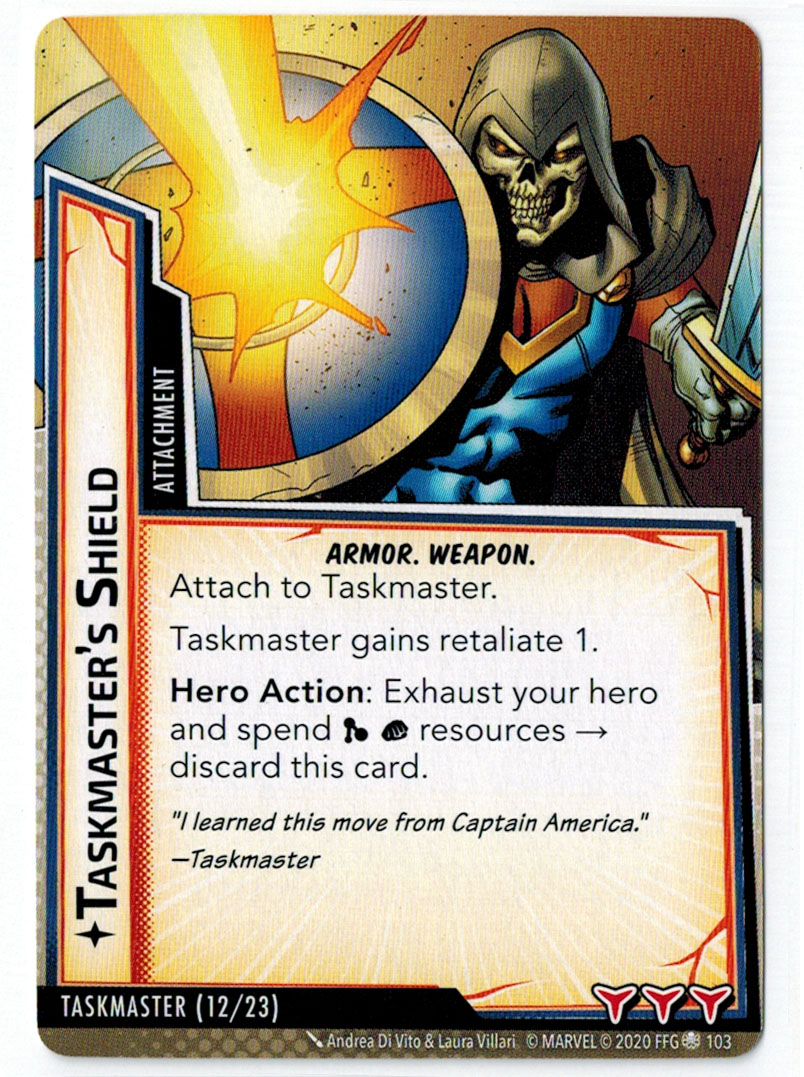 ATTACHMENT
TASKMASTER'S SHIELD
ARMOR. WEAPON.
Attach to Taskmaster.
Taskmaster gains retaliate 1.
Hero Action: Exhaust your hero
and spend resources →
discard this card.
"I learned this move from Captain America."
—Taskmaster
TASKMASTER (12/23)
Andrea Di Vito & Laura Villari © MARVEL © 2020 FFG 103